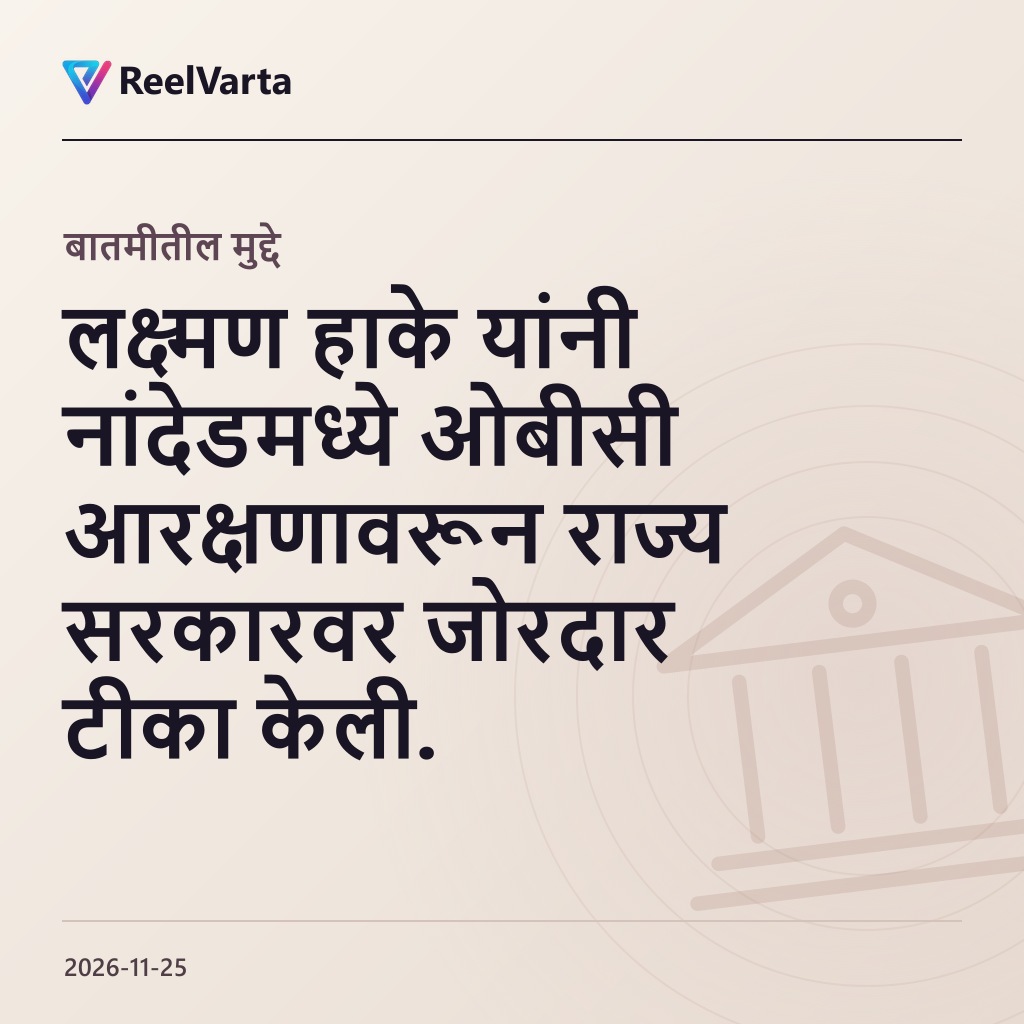 ReelVarta
बातमीतील मुद्दे
लक्ष्मण हाके यांनी
नांदेडमध्ये ओबीसी
आरक्षणावरून राज्य
सरकारवर जोरदार
टीका केली.
2026-11-25